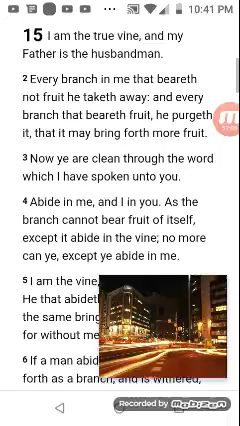 10:41 PM
15 I am the true vine, and my
Father is the husbandman.
2 Every branch in me that beareth
not fruit he taketh away: and every
branch that beareth fruit, he purgeth
it, that it may bring forth more fruit.
3 Now ye are clean through the word
which I have spoken unto you.
4 Abide in me, and I in you. As the
branch cannot bear fruit of itself,
except it abide in the vine; no more
can ye, except ye abide in me.
5 I am the vine,
He that abideth
the same bring
for without me
6 If a man abid
forth as a branch, and is withered,
Recorded by mobizen